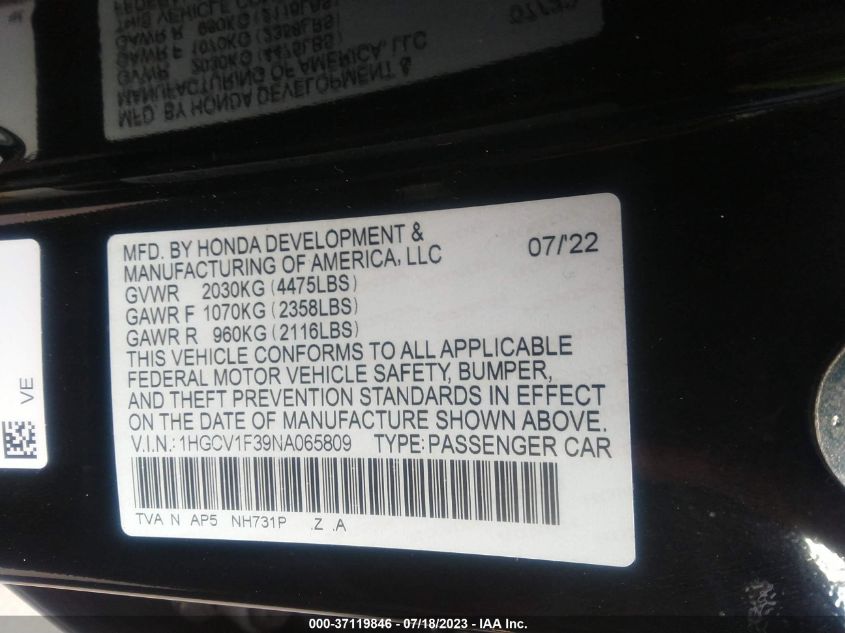 MFD. BY HONDA DEVELOPMENT &
MANUFACTURING OF AMERICA, LLC
07/'22
GVWR 2030KG (4475LBS)
GAWR F 1070KG (2358LBS)
GAWR R 960KG (2116LBS)
THIS VEHICLE CONFORMS TO ALL APPLICABLE
FEDERAL MOTOR VEHICLE SAFETY, BUMPER,
AND THEFT PREVENTION STANDARDS IN EFFECT
ON THE DATE OF MANUFACTURE SHOWN ABOVE.
V.I.N.: 1HGCV1F39NA065809 TYPE: PASSENGER CAR
TVA N AP5 NH731P .Z .A
VE
000-37119846 - 07/18/2023 - IAA Inc.